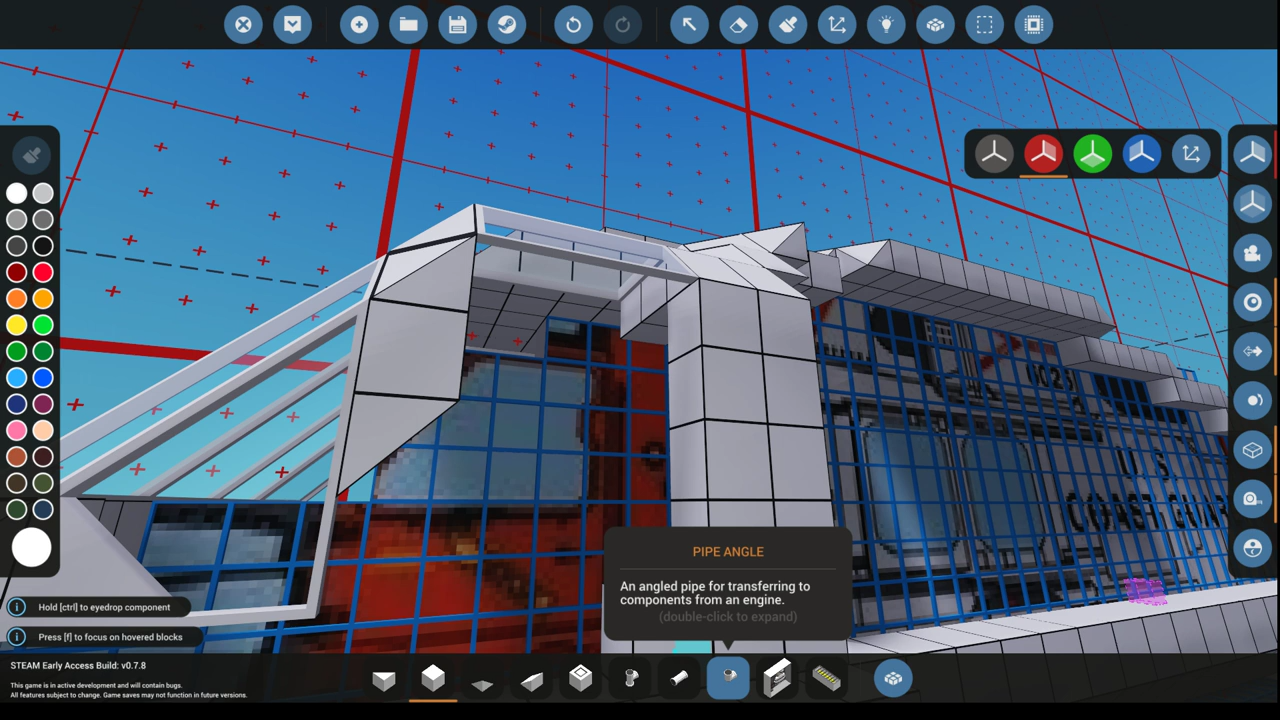 6025
U S
COAST GUAR
PIPE ANGLE
An angled pipe for transferring to
components from an engine.
(double-click to expand)
Hold [ctrl] to eyedrop component
Press [f] to focus on hovered blocks
STEAM Early Access Build: v0.7.8
This game is in active development and will contain bugs.
All features subject to change. Game saves may not function in future versions.